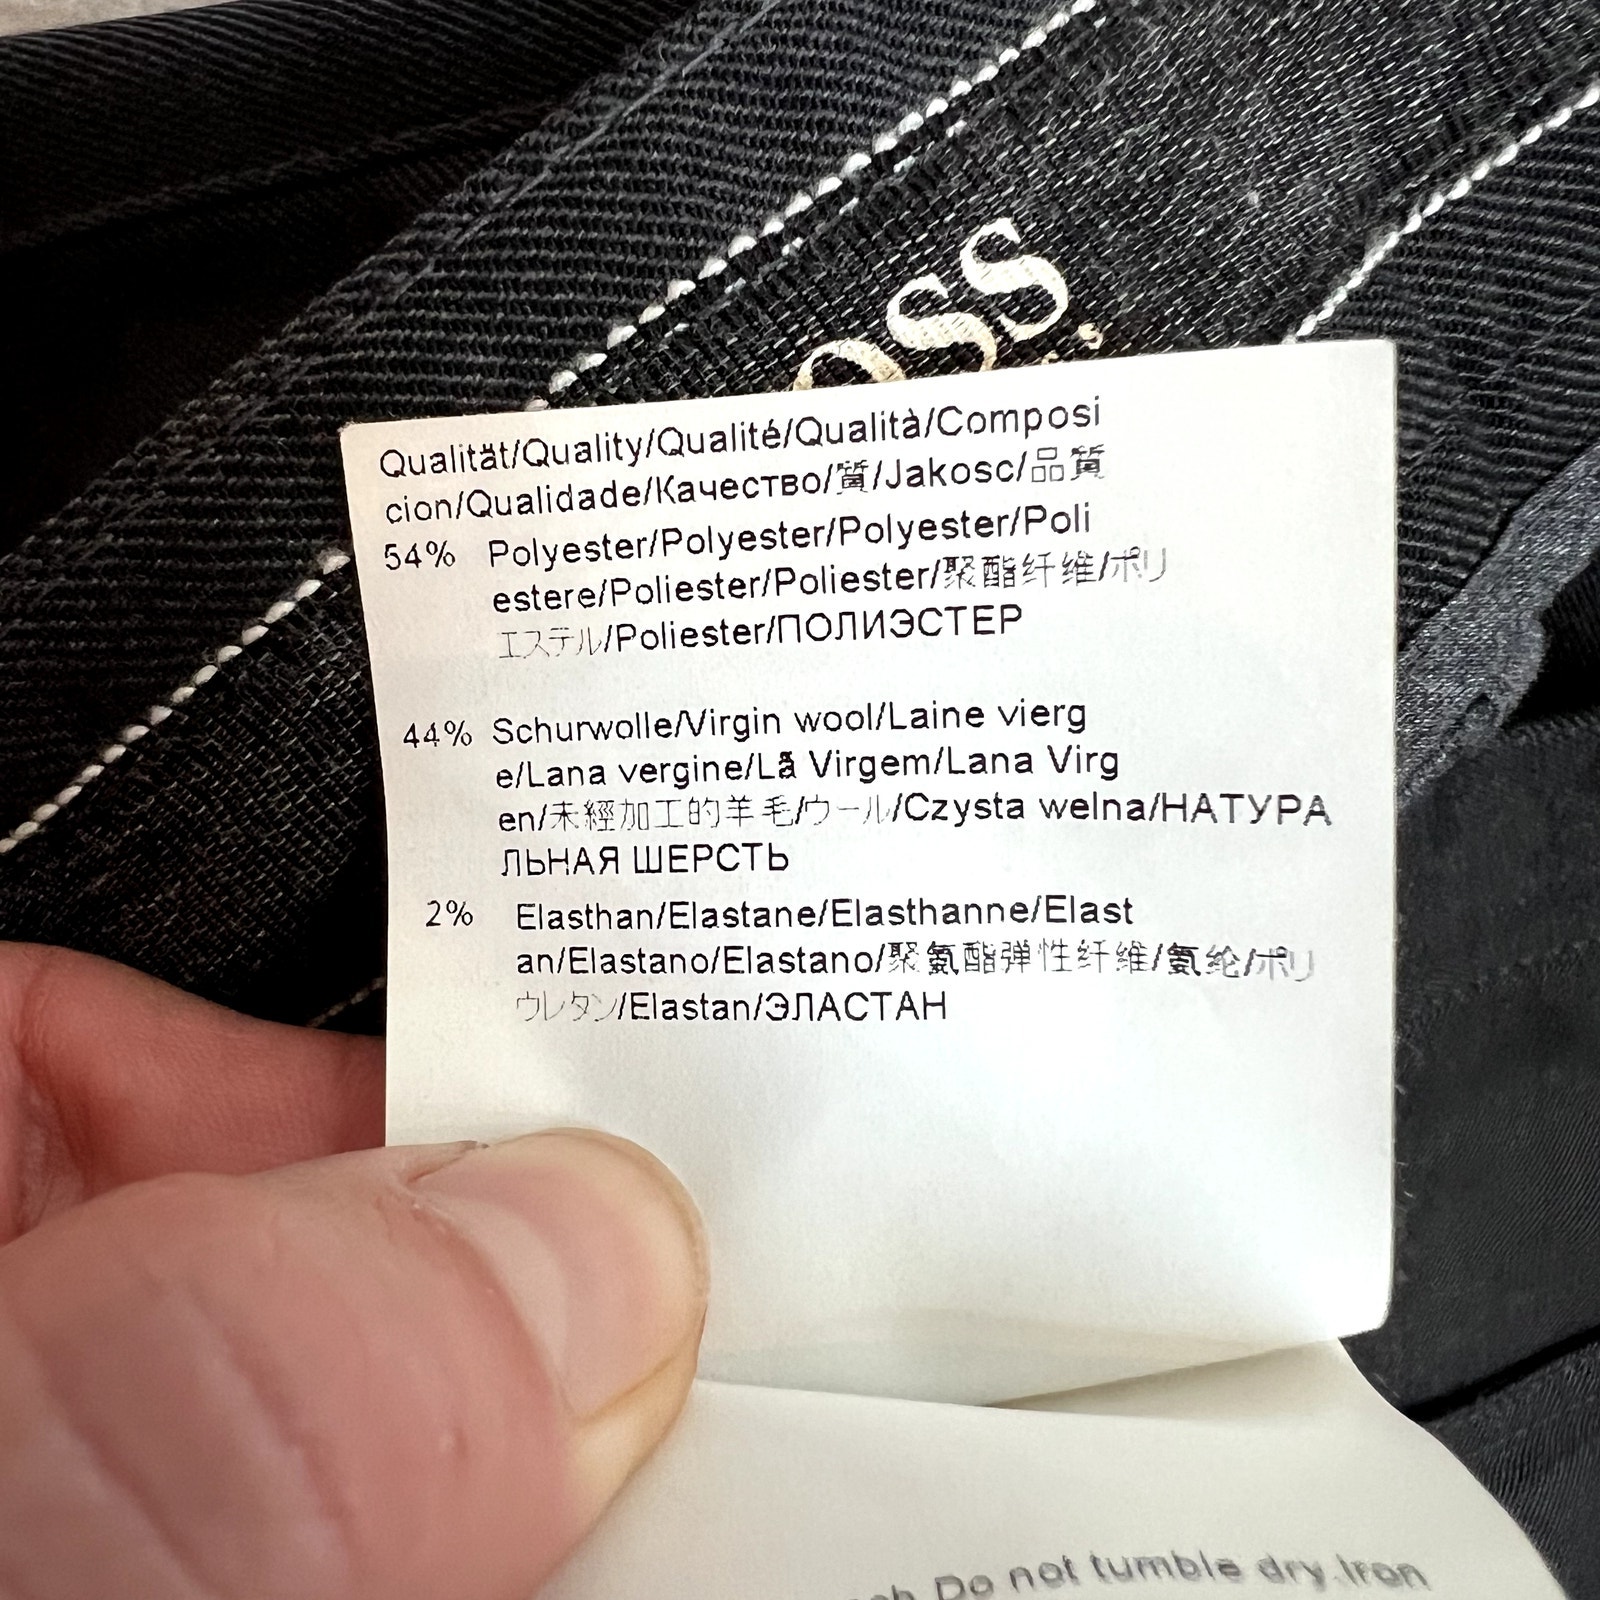 OSS
Qualität/Quality/Qualité/Qualità/Composi
cion/Qualidade/Качество/質/Jakosc/品質
54% Polyester/Polyester/Polyester/Poli
estere/Poliester/Poliester/聚酯纤维/ポリ
エステル/Poliester/ПОЛИЭСТЕР
44% Schurwolle/Virgin wool/Laine vierg
e/Lana vergine/Lã Virgem/Lana Virg
en/未經加工的羊毛/ウール/Czysta welna/НАТУРА
ЛЬНАЯ ШЕРСТЬ
2% Elasthan/Elastane/Elasthanne/Elast
an/Elastano/Elastano/聚氨酯弹性纤维/氨纶/ポリ
ウレタン/Elastan/ЭЛАСТАН
Do not tumble dry.Iron